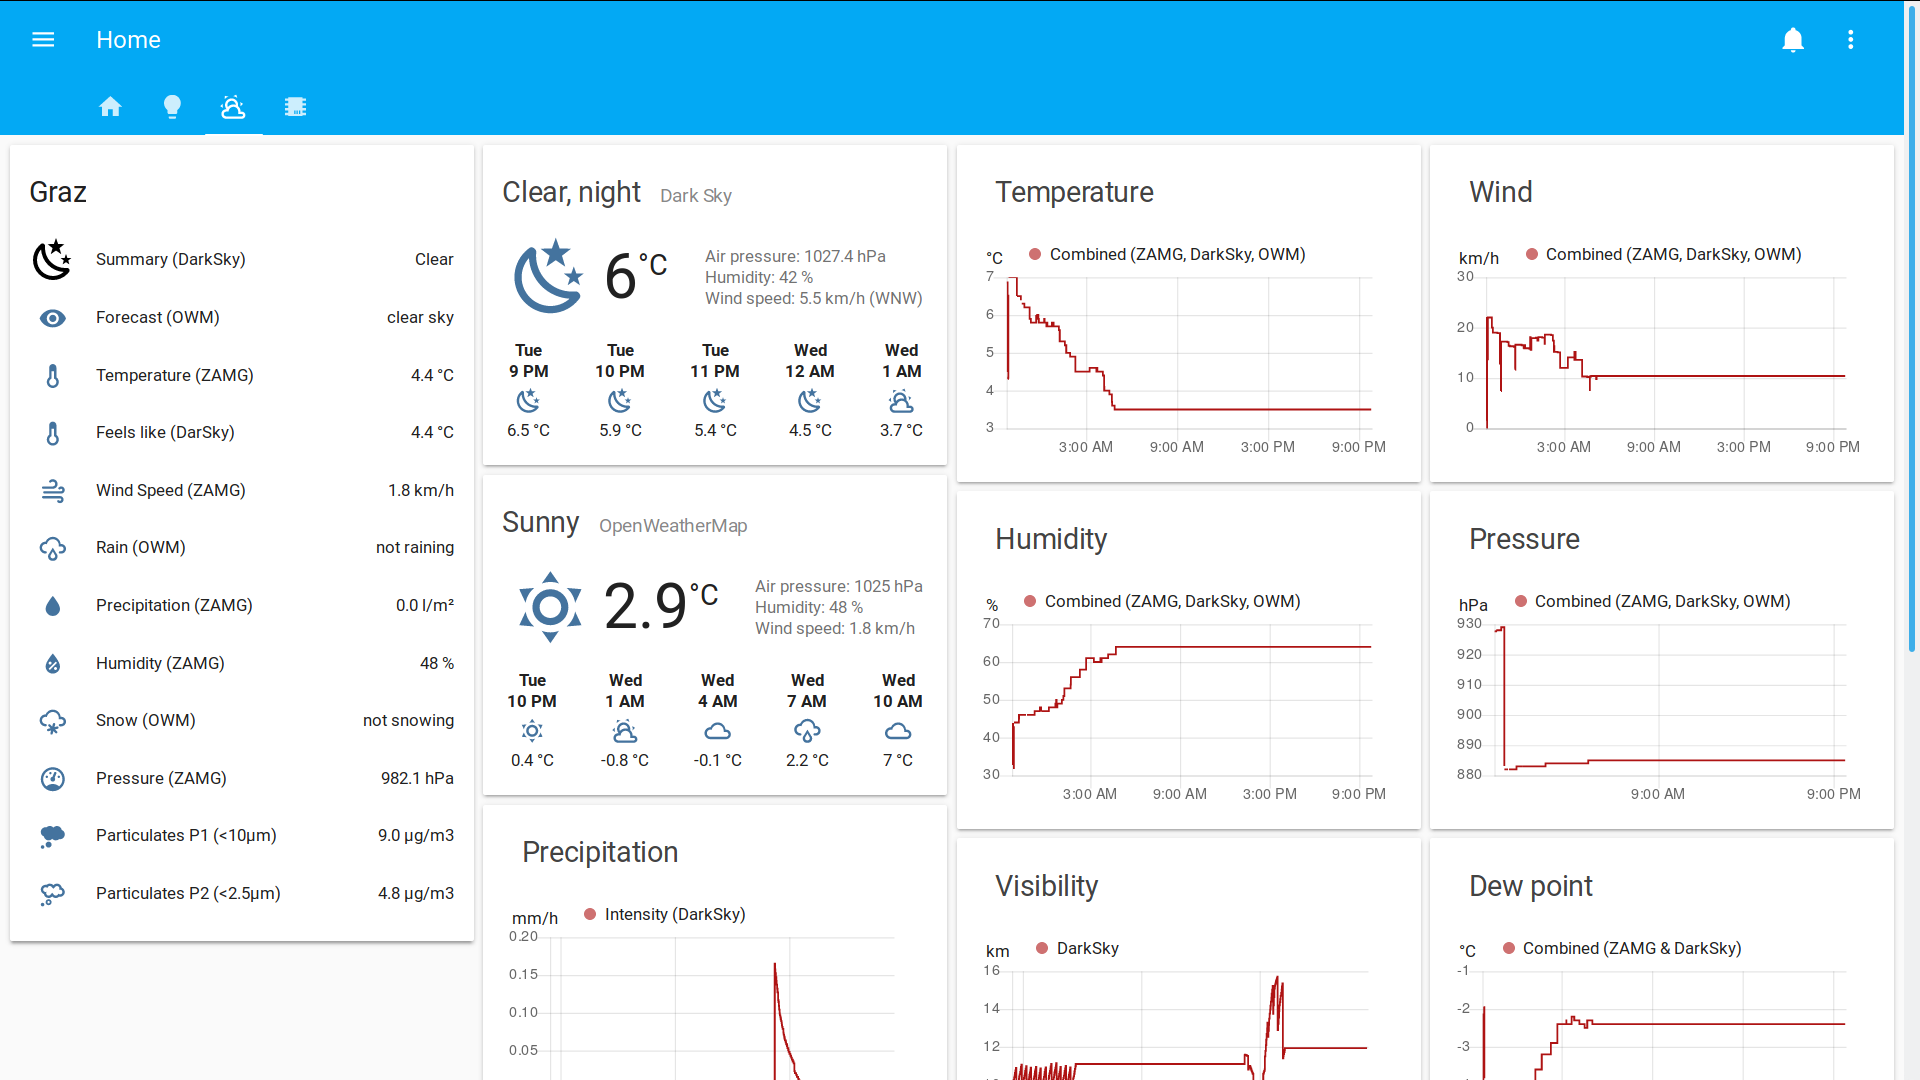 Home
Graz
Summary (DarkSky) Clear
Forecast (OWM) clear sky
Temperature (ZAMG) 4.4 °C
Feels like (DarSky) 4.4 °C
Wind Speed (ZAMG) 1.8 km/h
Rain (OWM) not raining
Precipitation (ZAMG) 0.0 l/m²
Humidity (ZAMG) 48 %
Snow (OWM) not snowing
Pressure (ZAMG) 982.1 hPa
Particulates P1 (<10µm) 9.0 µg/m3
Particulates P2 (<2.5µm) 4.8 µg/m3
Clear, night Dark Sky
6 °C
Air pressure: 1027.4 hPa
Humidity: 42 %
Wind speed: 5.5 km/h (WNW)
Tue Tue Tue Wed Wed
9 PM 10 PM 11 PM 12 AM 1 AM
6.5 °C 5.9 °C 5.4 °C 4.5 °C 3.7 °C
Sunny OpenWeatherMap
2.9 °C
Air pressure: 1025 hPa
Humidity: 48 %
Wind speed: 1.8 km/h
Tue Wed Wed Wed Wed
10 PM 1 AM 4 AM 7 AM 10 AM
0.4 °C -0.8 °C -0.1 °C 2.2 °C 7 °C
Precipitation
mm/h Intensity (DarkSky)
0.20
0.15
0.10
0.05
Temperature
°C Combined (ZAMG, DarkSky, OWM)
7
6
5
4
3
3:00 AM 9:00 AM 3:00 PM 9:00 PM
Humidity
% Combined (ZAMG, DarkSky, OWM)
70
60
50
40
30
3:00 AM 9:00 AM 3:00 PM 9:00 PM
Visibility
km DarkSky
16
14
12
Wind
km/h Combined (ZAMG, DarkSky, OWM)
30
20
10
0
3:00 AM 9:00 AM 3:00 PM 9:00 PM
Pressure
hPa Combined (ZAMG, DarkSky, OWM)
930
920
910
900
890
880
9:00 AM 9:00 PM
Dew point
°C Combined (ZAMG & DarkSky)
-1
-2
-3